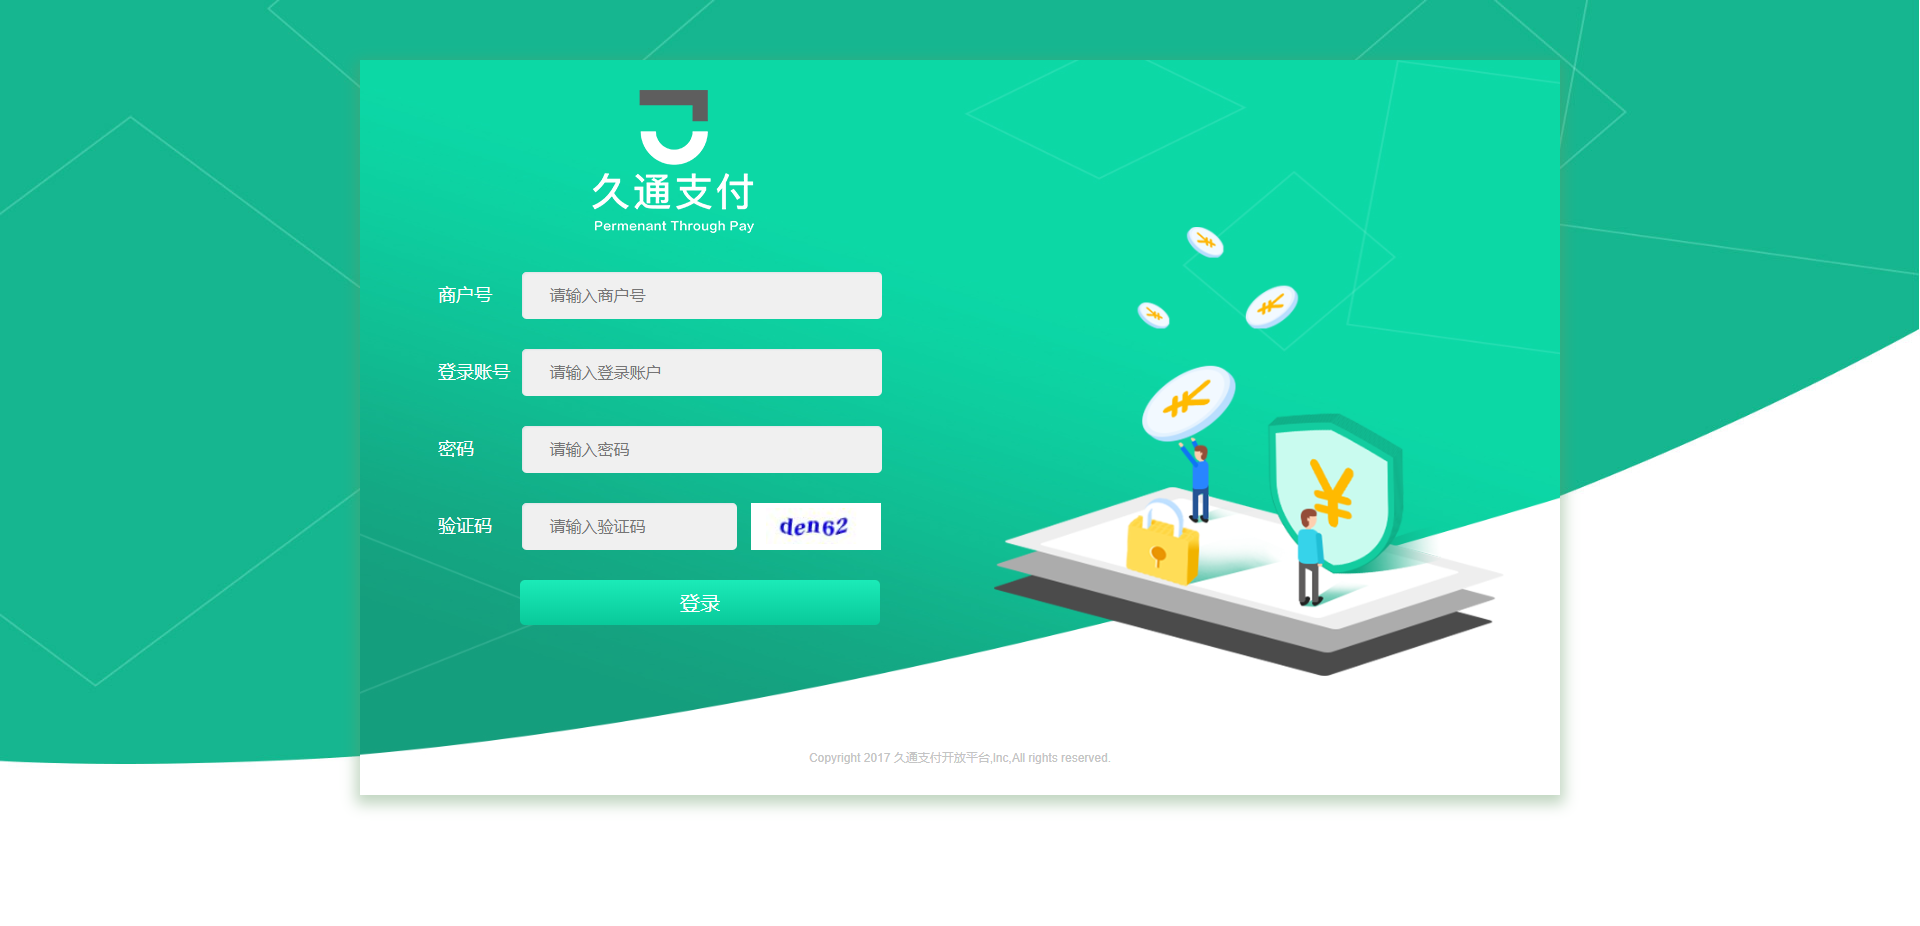 久通支付
Permenant Through Pay
商户号 请输入商户号
登录账号 请输入登录账户
密码 请输入密码
验证码 请输入验证码 den62
登录
Copyright 2017 久通支付开放平台,Inc,All rights reserved.